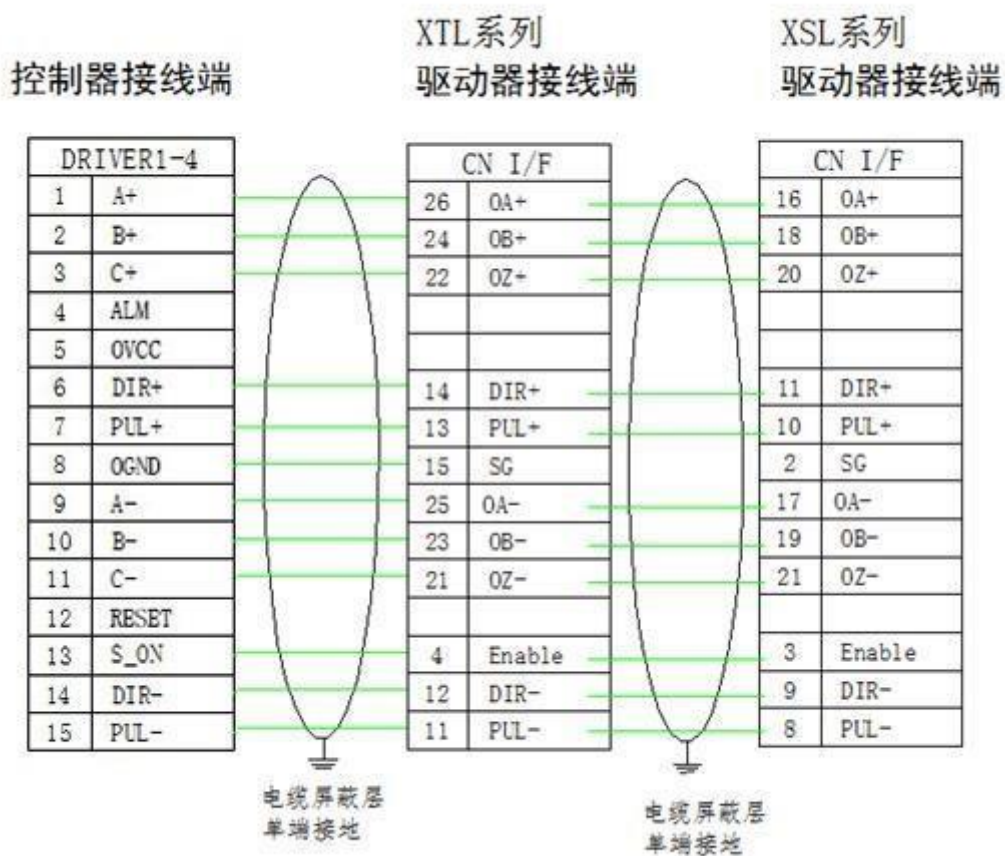 控制器接线端
XTL系列
驱动器接线端
XSL系列
驱动器接线端
DRIVER1-4
1 A+
2 B+
3 C+
4 ALM
5 OVCC
6 DIR+
7 PUL+
8 OGND
9 A-
10 B-
11 C-
12 RESET
13 S_ON
14 DIR-
15 PUL-
电缆屏蔽层
单端接地
CN I/F
26 OA+
24 OB+
22 OZ+
14 DIR+
13 PUL+
15 SG
25 OA-
23 OB-
21 OZ-
4 Enable
12 DIR-
11 PUL-
电缆屏蔽层
单端接地
CN I/F
16 OA+
18 OB+
20 OZ+
11 DIR+
10 PUL+
2 SG
17 OA-
19 OB-
21 OZ-
3 Enable
9 DIR-
8 PUL-